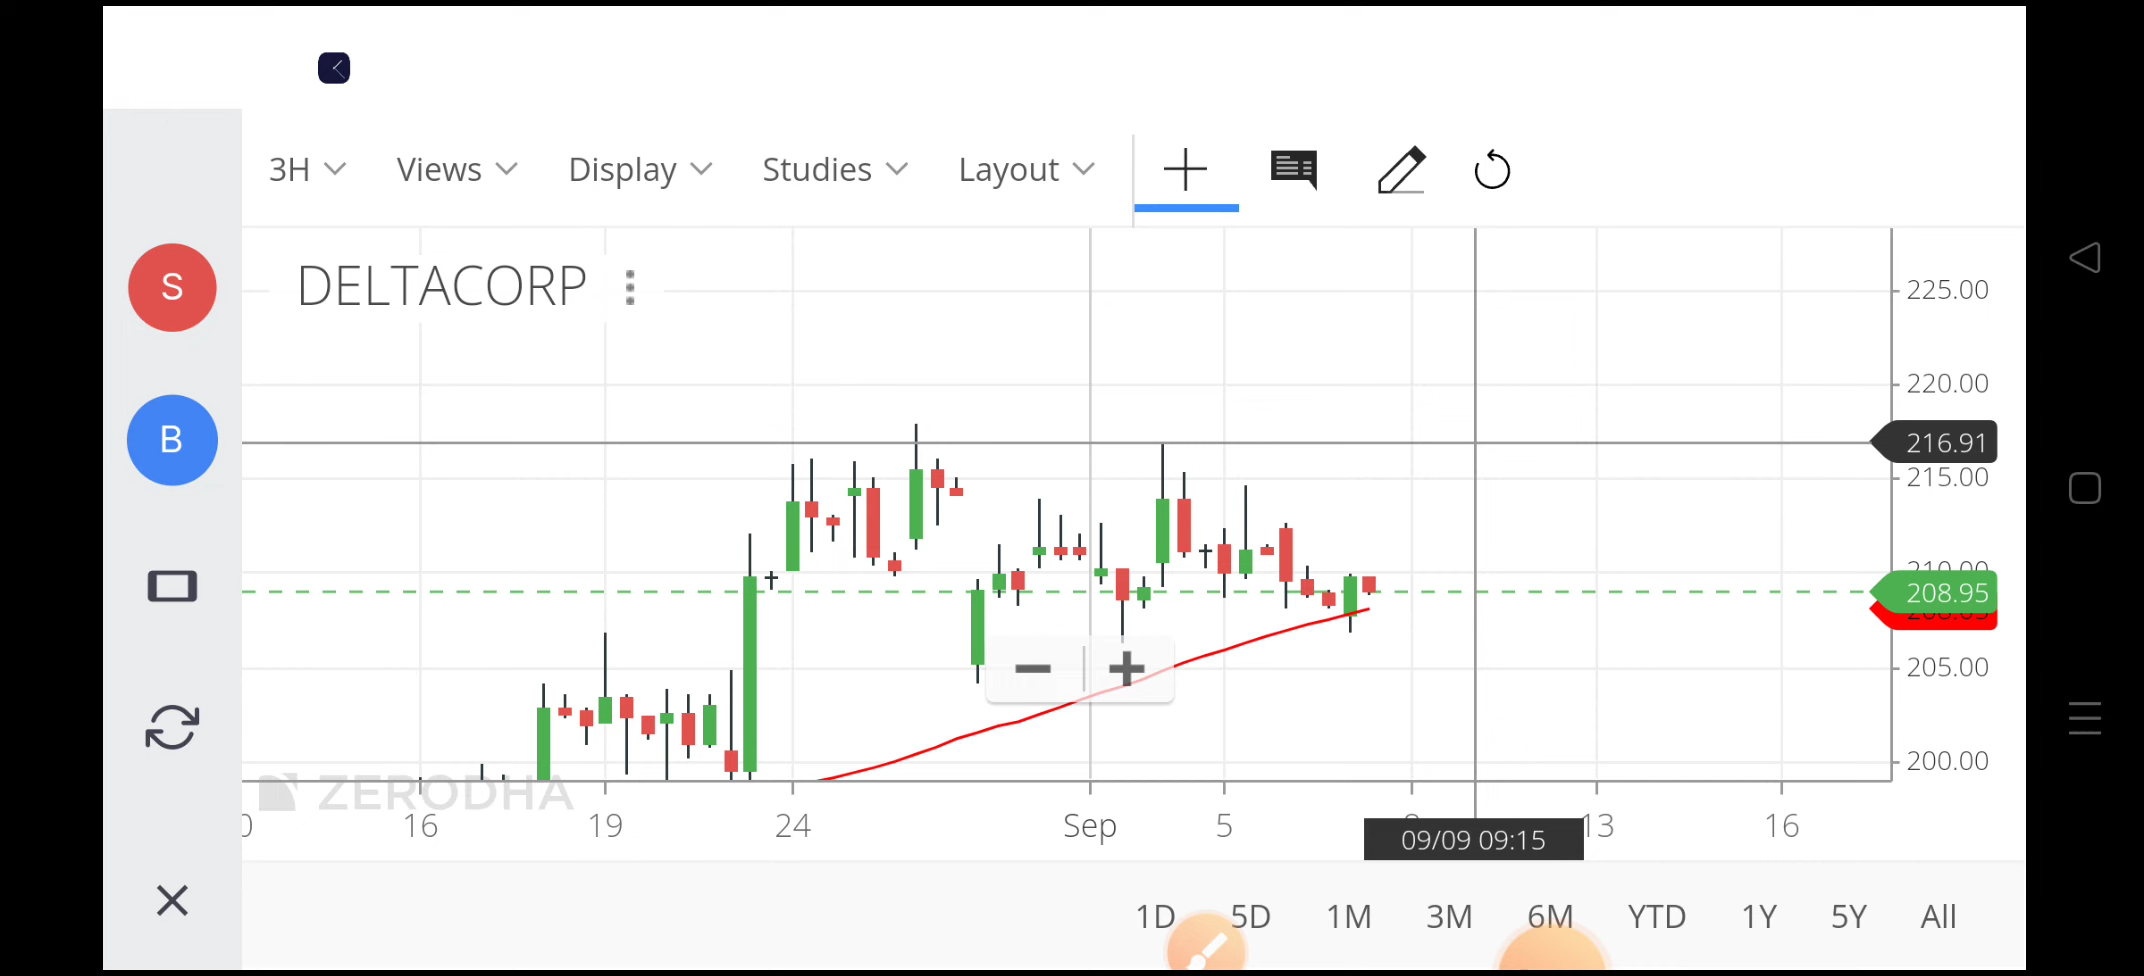 3H Views Display Studies Layout
DELTACORP
S
B
225.00
220.00
216.91
215.00
210.00
208.95
205.00
200.00
ZERODHA
16 19 24 Sep 5 13 16
09/09 09:15
1D 5D 1M 3M 6M YTD 1Y 5Y All